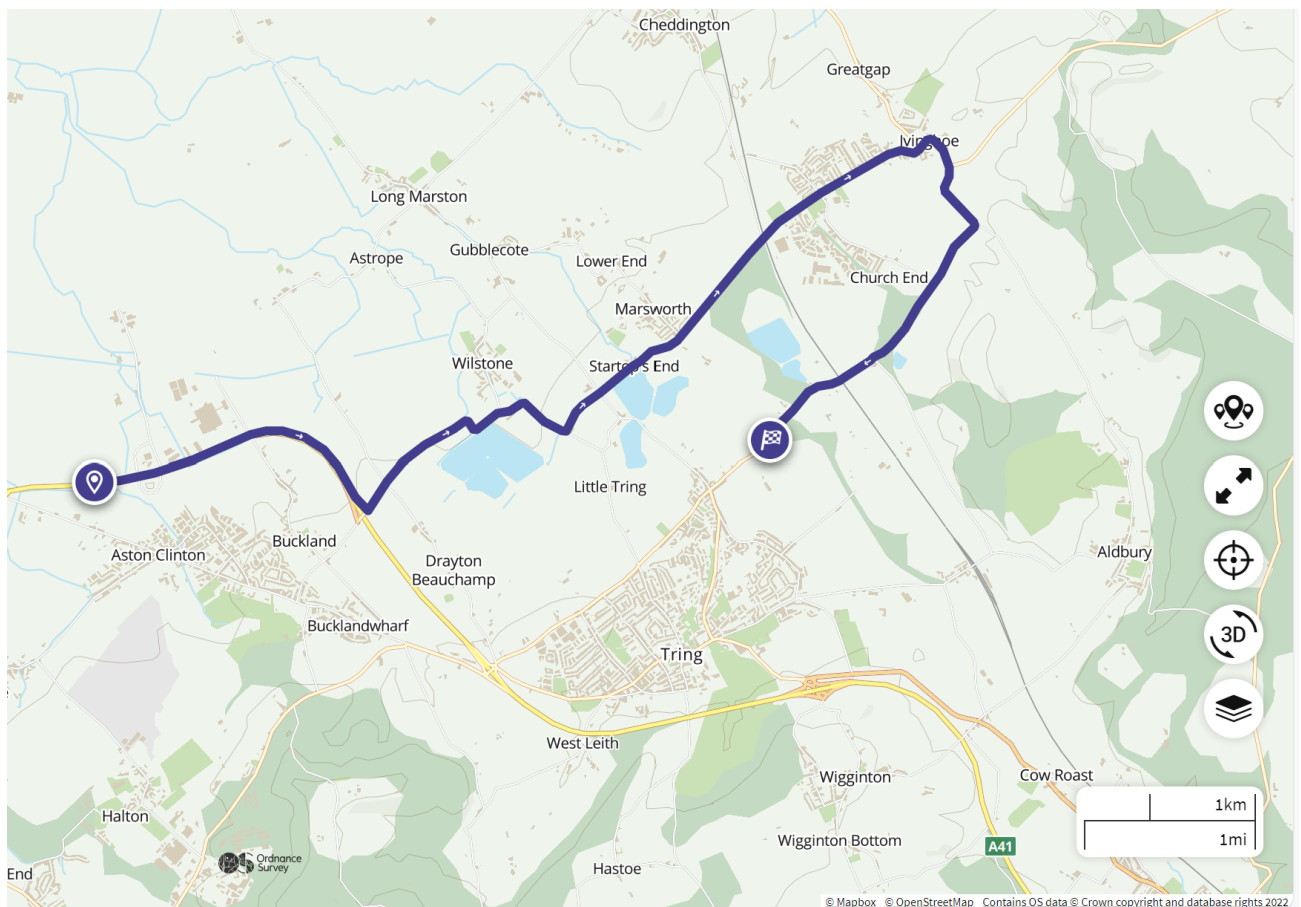 Cheddington
Greatgap
Ivinghoe
Long Marston
Gubblecote
Astrope
Lower End
Church End
Marsworth
Startop's End
Wilstone
Little Tring
Buckland
Aston Clinton
Drayton
Beauchamp
Aldbury
Bucklandwharf
3D
Tring
West Leith
Wigginton
Cow Roast
Halton
1km
1mi
Wigginton Bottom
A41
Ordnance
Survey
Hastoe
End
© Mapbox © OpenStreetMap Contains OS data © Crown copyright and database rights 2022